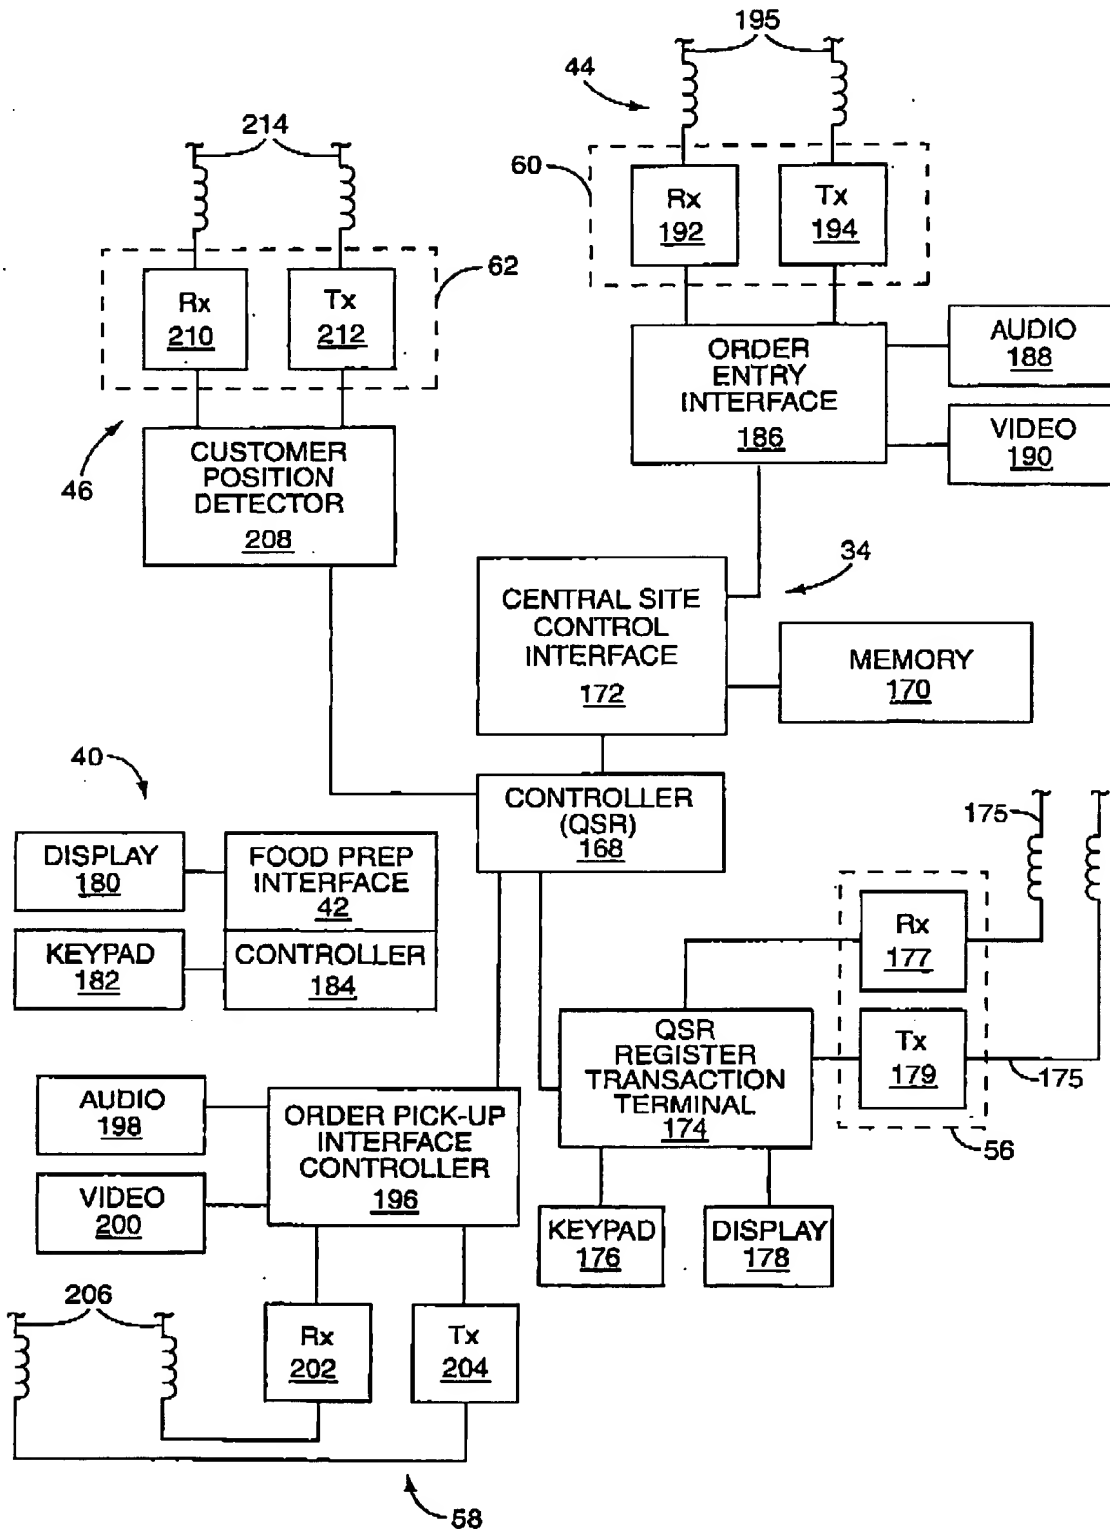 195
44
214
60
Rx
192
Tx
194
62
Rx
210
Tx
212
ORDER
ENTRY
INTERFACE
186
AUDIO
188
VIDEO
190
46
CUSTOMER
POSITION
DETECTOR
208
34
CENTRAL SITE
CONTROL
INTERFACE
172
MEMORY
170
40
CONTROLLER
(QSR)
168
175
DISPLAY
180
FOOD PREP
INTERFACE
42
KEYPAD
182
CONTROLLER
184
Rx
177
QSR
REGISTER
TRANSACTION
TERMINAL
174
Tx
179
175
56
AUDIO
198
ORDER PICK-UP
INTERFACE
CONTROLLER
196
VIDEO
200
KEYPAD
176
DISPLAY
178
206
Rx
202
Tx
204
58